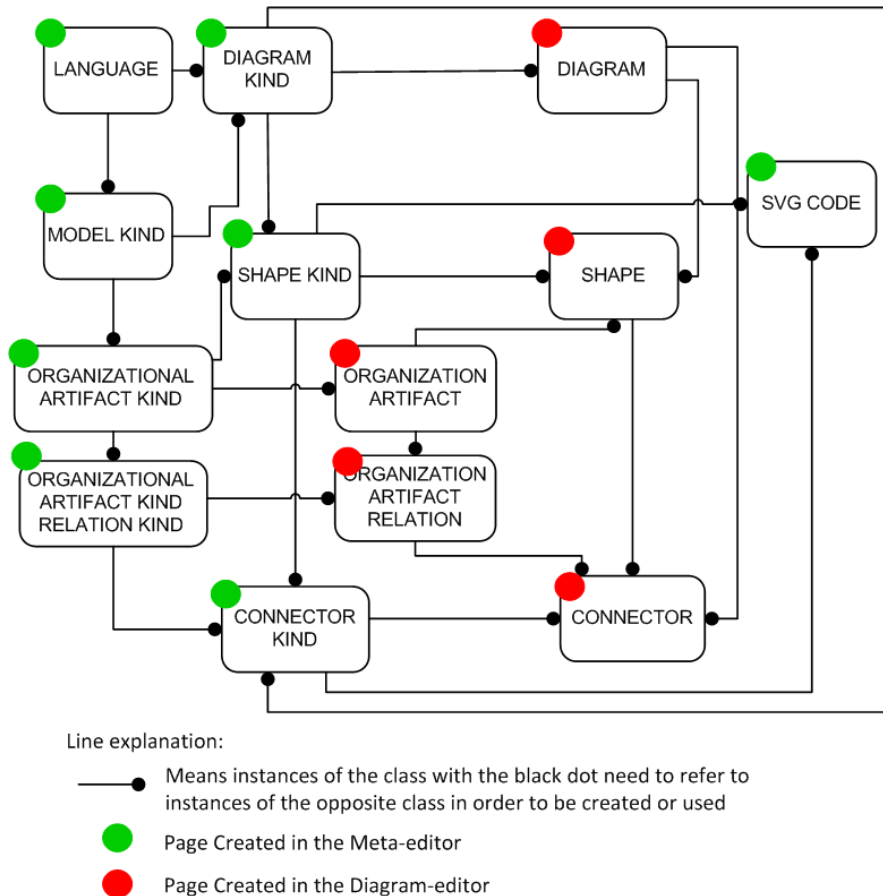 LANGUAGE
DIAGRAM
KIND
DIAGRAM
SVG CODE
MODEL KIND
SHAPE KIND
SHAPE
ORGANIZATIONAL
ARTIFACT KIND
ORGANIZATION
ARTIFACT
ORGANIZATIONAL
ARTIFACT KIND
RELATION KIND
ORGANIZATION
ARTIFACT
RELATION
CONNECTOR
KIND
CONNECTOR
Line explanation:
Means instances of the class with the black dot need to refer to
instances of the opposite class in order to be created or used
Page Created in the Meta-editor
Page Created in the Diagram-editor